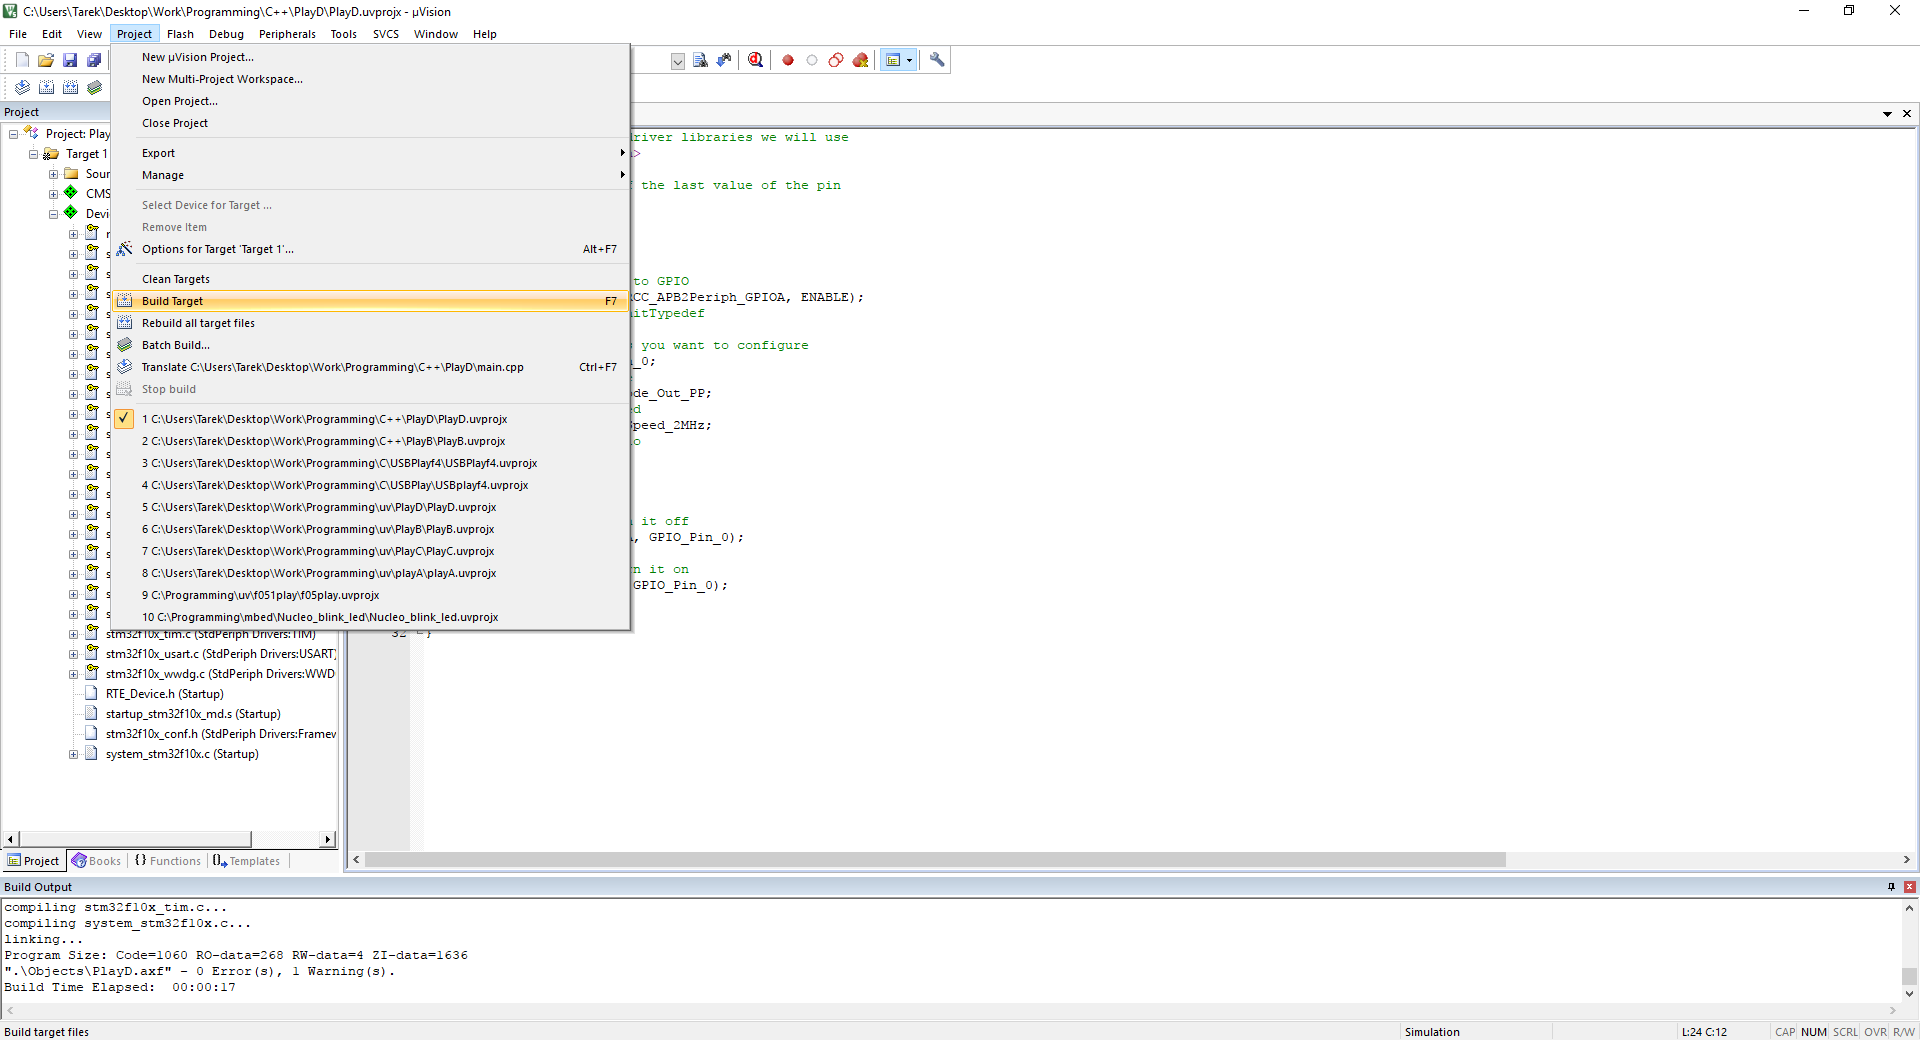 C:\Users\Tarek\Desktop\Work\Programming\C++\PlayD\PlayD.uvprojx - µVision
File Edit View Project Flash Debug Peripherals Tools SVCS Window Help
New µVision Project...
New Multi-Project Workspace...
Open Project...
Close Project
Export
Manage
Select Device for Target ...
Remove Item
Options for Target 'Target 1'... Alt+F7
Clean Targets
Build Target F7
Rebuild all target files
Batch Build...
Translate C:\Users\Tarek\Desktop\Work\Programming\C++\PlayD\main.cpp Ctrl+F7
Stop build
1 C:\Users\Tarek\Desktop\Work\Programming\C++\PlayD\PlayD.uvprojx
2 C:\Users\Tarek\Desktop\Work\Programming\C++\PlayB\PlayB.uvprojx
3 C:\Users\Tarek\Desktop\Work\Programming\C\USBPlayf4\USBPlayf4.uvprojx
4 C:\Users\Tarek\Desktop\Work\Programming\C\USBPlay\USBplayf4.uvprojx
5 C:\Users\Tarek\Desktop\Work\Programming\uv\PlayD\PlayD.uvprojx
6 C:\Users\Tarek\Desktop\Work\Programming\uv\PlayB\PlayB.uvprojx
7 C:\Users\Tarek\Desktop\Work\Programming\uv\PlayC\PlayC.uvprojx
8 C:\Users\Tarek\Desktop\Work\Programming\uv\playA\playA.uvprojx
9 C:\Programming\uv\f051play\f05play.uvprojx
10 C:\Programming\mbed\Nucleo_blink_led\Nucleo_blink_led.uvprojx
Project
Project: Play
Target 1
Sour
CMS
Devi
stm32f10x_tim.c (StdPeriph Drivers:TIM)
stm32f10x_usart.c (StdPeriph Drivers:USART)
stm32f10x_wwdg.c (StdPeriph Drivers:WWD
RTE_Device.h (Startup)
startup_stm32f10x_md.s (Startup)
stm32f10x_conf.h (StdPeriph Drivers:Framew
system_stm32f10x.c (Startup)
Project Books {} Functions Templates
driver libraries we will use
>
f the last value of the pin
to GPIO
RCC_APB2Periph_GPIOA, ENABLE);
nitTypedef
you want to configure
_0;
ode_Out_PP;
ed
Speed_2MHz;
io
it off
A, GPIO_Pin_0);
rn it on
GPIO_Pin_0);
32 }
Build Output
compiling stm32f10x_tim.c...
compiling system_stm32f10x.c...
linking...
Program Size: Code=1060 RO-data=268 RW-data=4 ZI-data=1636
".\Objects\PlayD.axf" - 0 Error(s), 1 Warning(s).
Build Time Elapsed:  00:00:17
Build target files Simulation L:24 C:12 CAP NUM SCRL OVR R/W